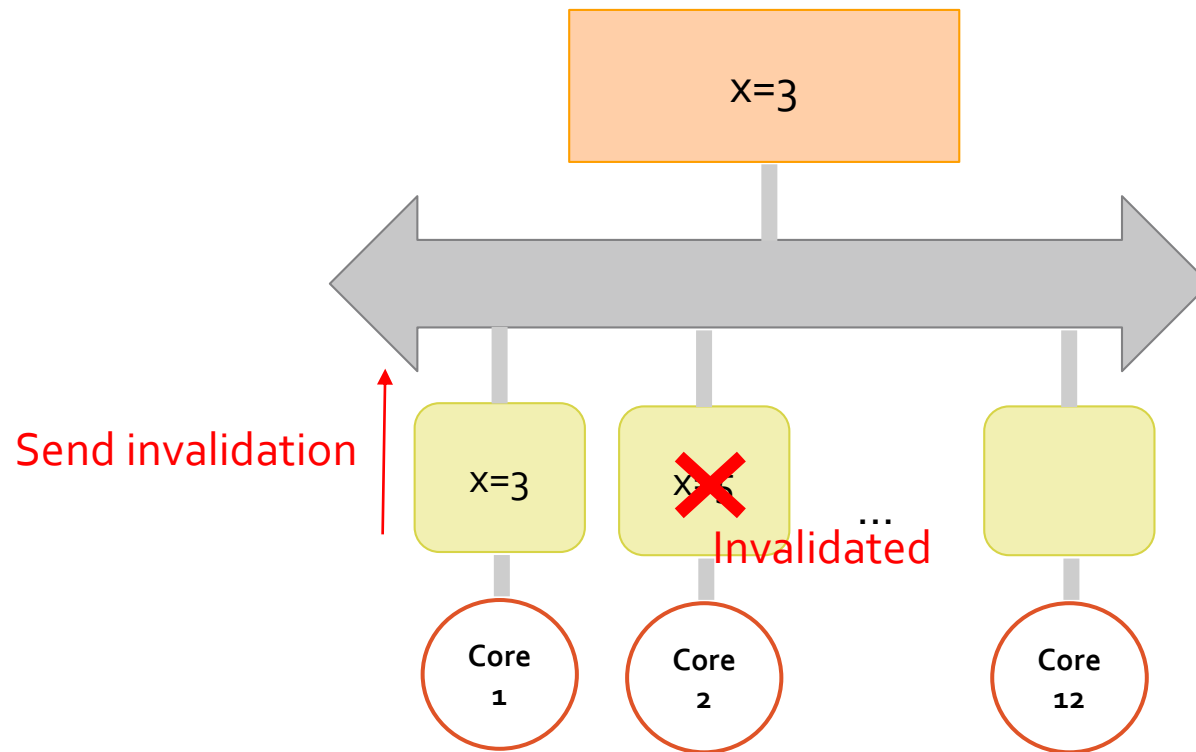 x=3
Send invalidation
x=3
...
Invalidated
Core
1
Core
2
Core
12